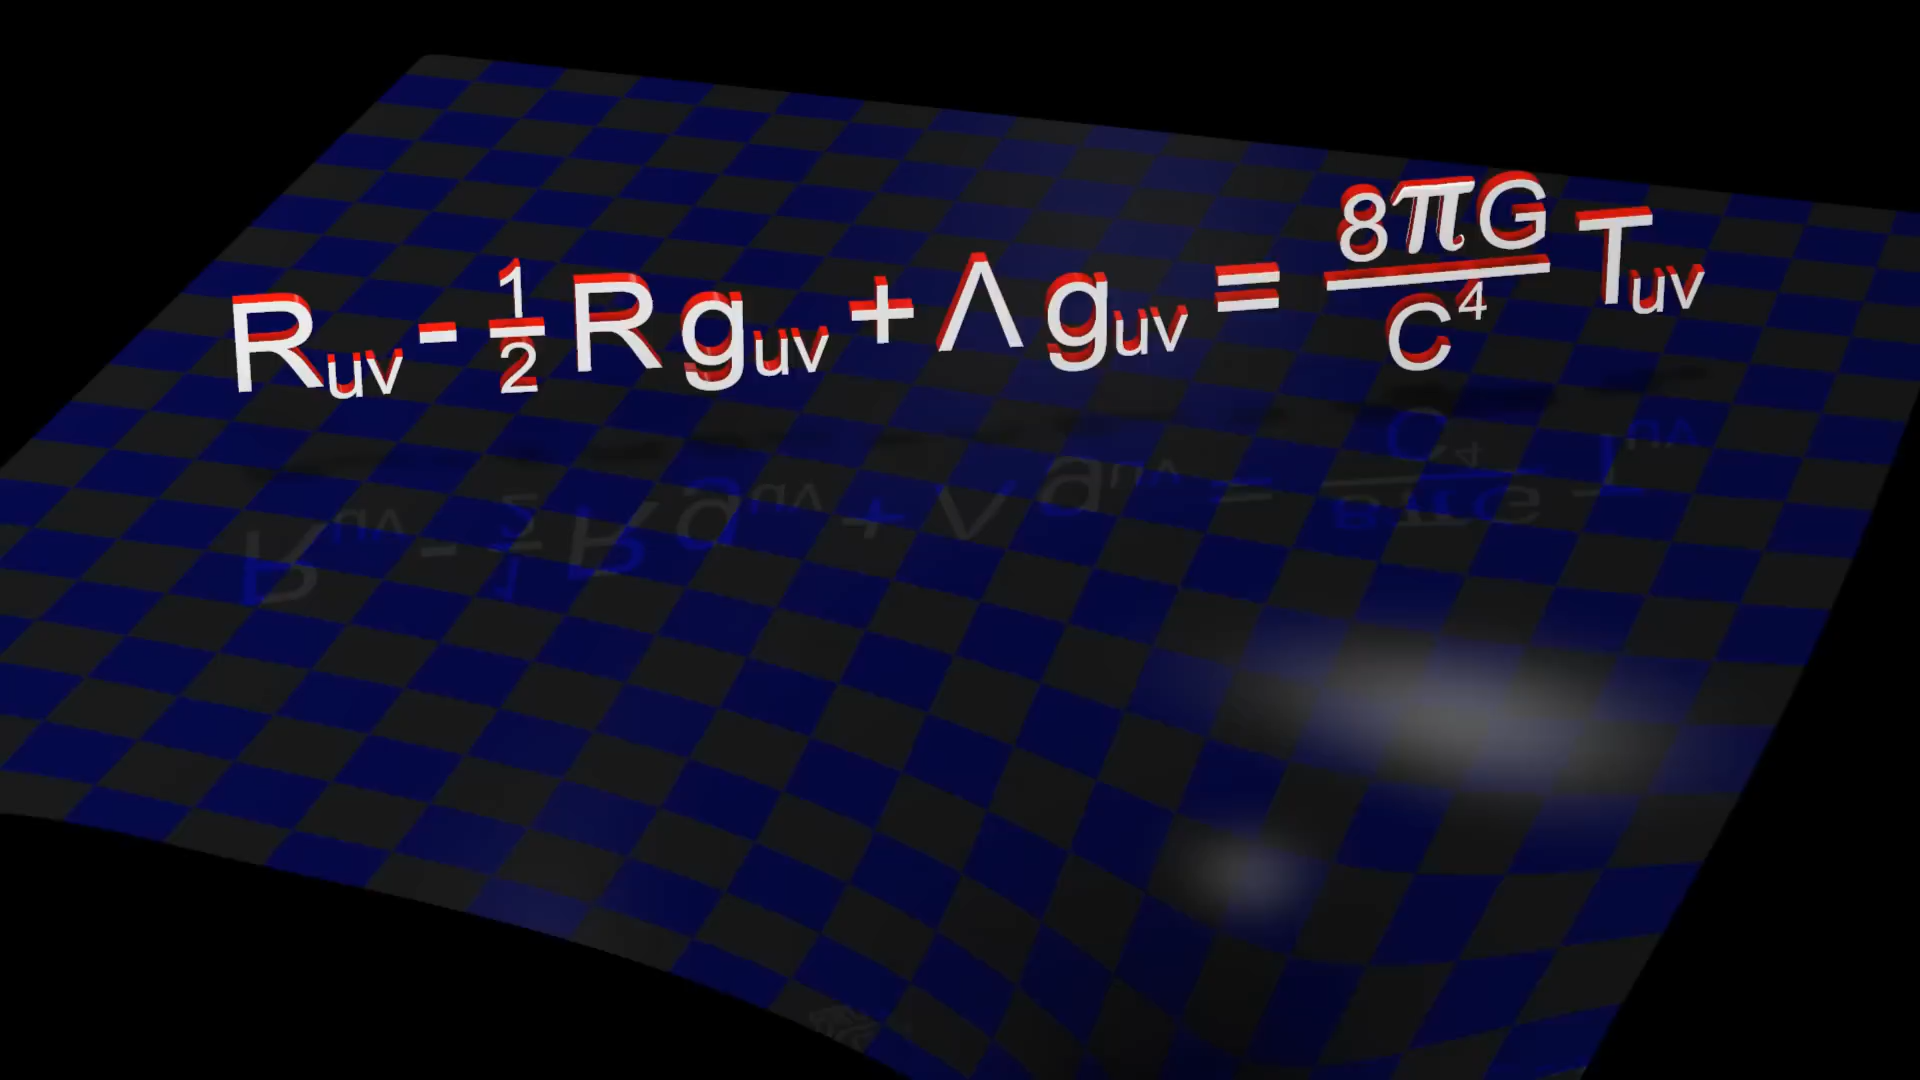 Ruv - 1/2 R guv + Λ guv = 8πG/C⁴ Tuv